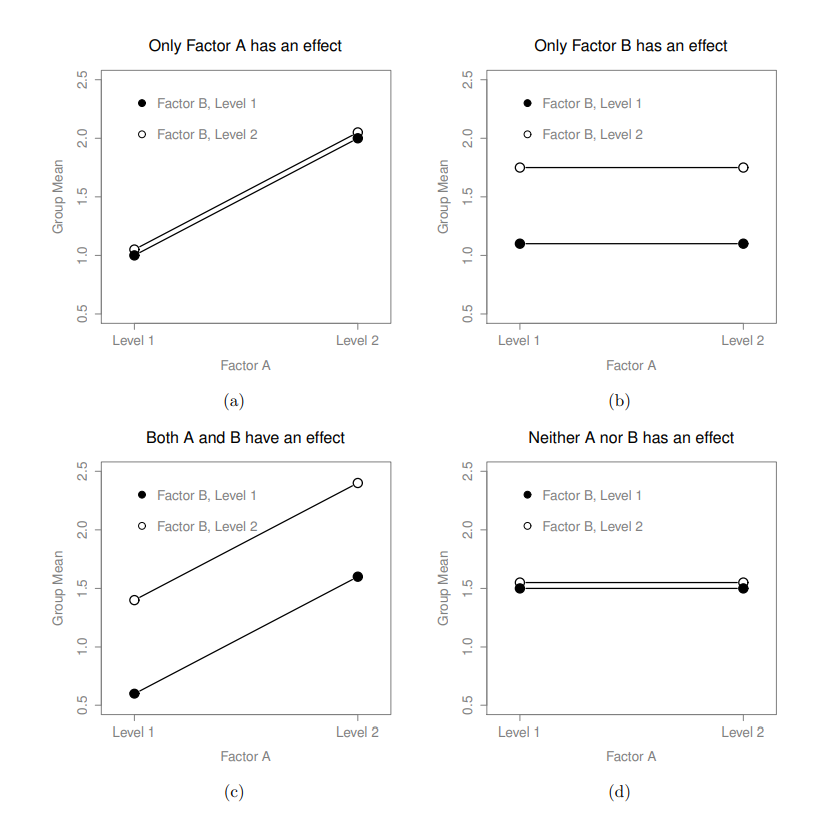 Only Factor A has an effect
2.5
2.0
1.5
1.0
0.5
Group Mean
Factor B, Level 1
Factor B, Level 2
Level 1
Level 2
Factor A
(a)
Only Factor B has an effect
2.5
2.0
1.5
1.0
0.5
Group Mean
Factor B, Level 1
Factor B, Level 2
Level 1
Level 2
Factor A
(b)
Both A and B have an effect
2.5
2.0
1.5
1.0
0.5
Group Mean
Factor B, Level 1
Factor B, Level 2
Level 1
Level 2
Factor A
(c)
Neither A nor B has an effect
2.5
2.0
1.5
1.0
0.5
Group Mean
Factor B, Level 1
Factor B, Level 2
Level 1
Level 2
Factor A
(d)